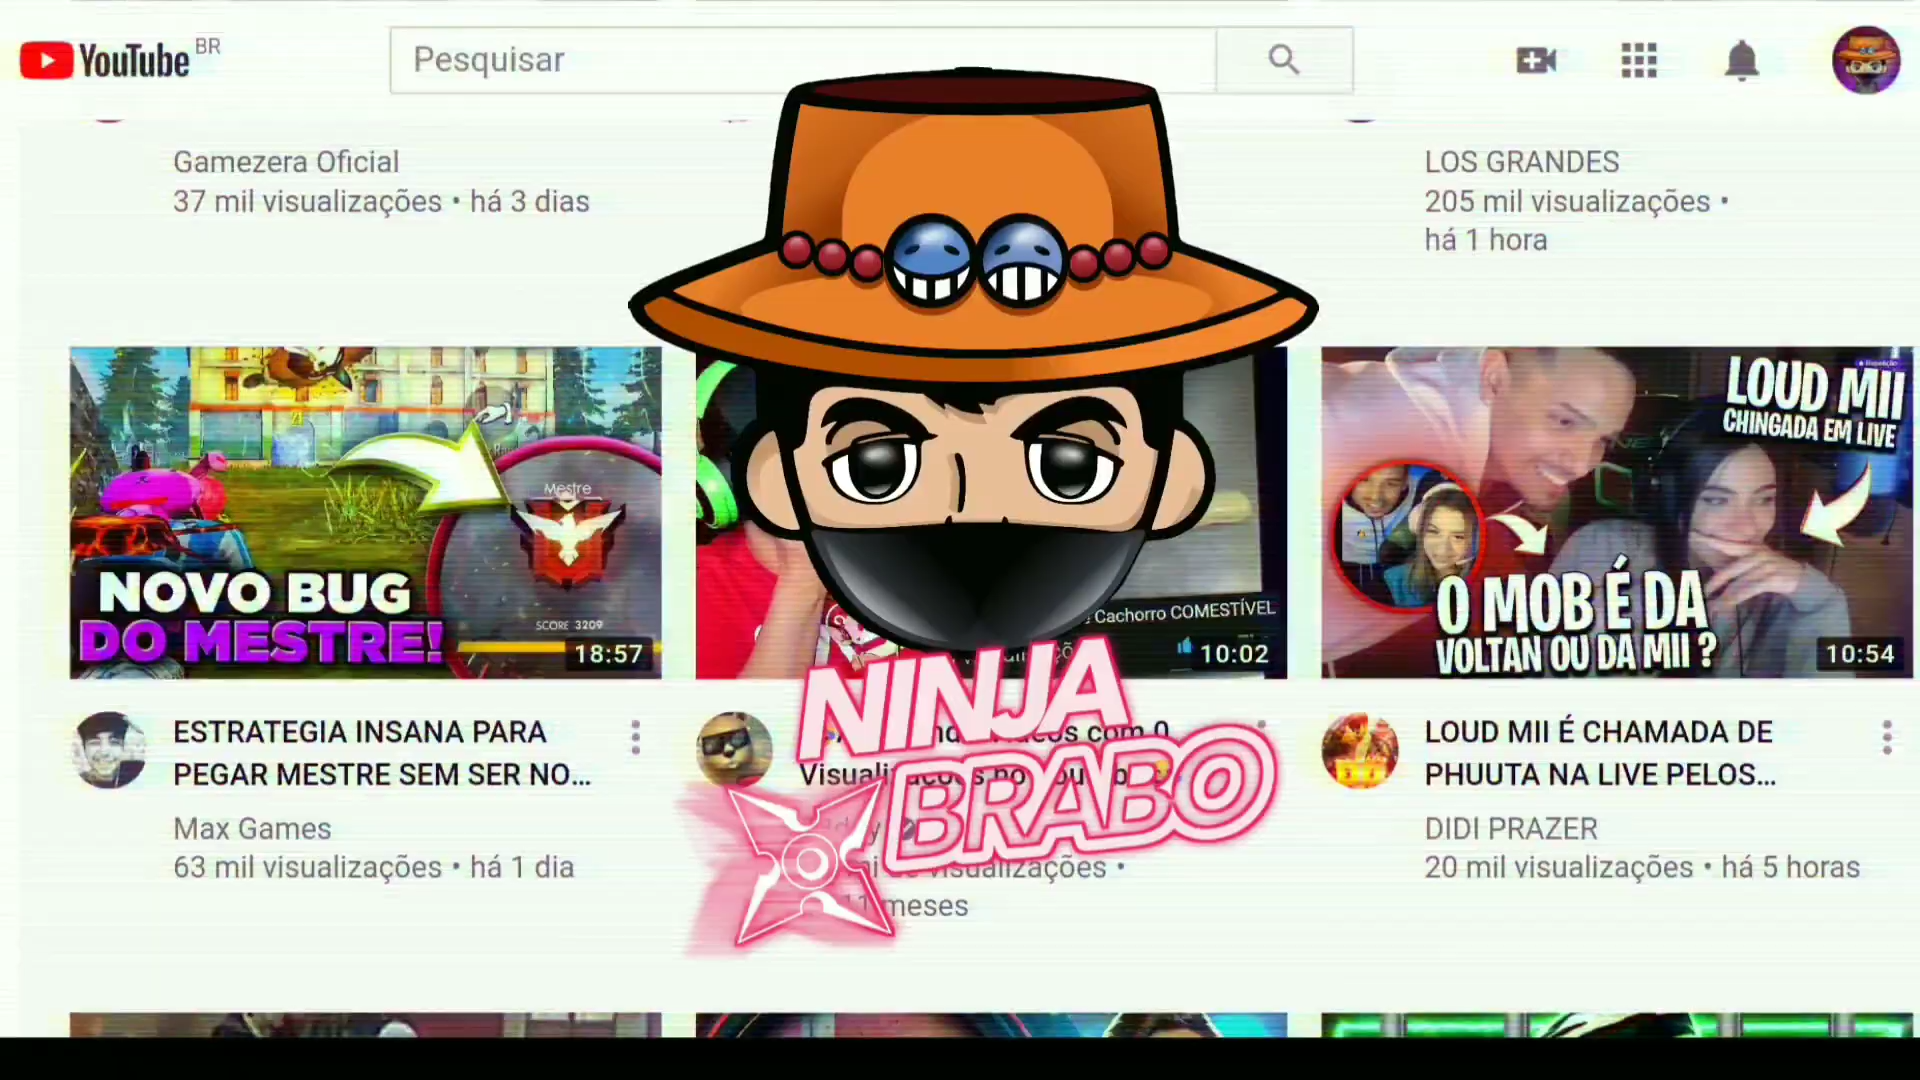 YouTube BR
Pesquisar
Gamezera Oficial
37 mil visualizações • há 3 dias
LOS GRANDES
205 mil visualizações •
há 1 hora
Mestre
SCORE 3209
NOVO BUG
DO MESTRE!
18:57
Cachorro COMESTÍVEL
10:02
LOUD MII
CHINGADA EM LIVE
O MOB É DA
VOLTAN OU DA MII ?
10:54
NINJA
BRABO
ESTRATEGIA INSANA PARA
PEGAR MESTRE SEM SER NO...
Max Games
63 mil visualizações • há 1 dia
com 0
visualizações •
meses
LOUD MII É CHAMADA DE
PHUUTA NA LIVE PELOS...
DIDI PRAZER
20 mil visualizações • há 5 horas